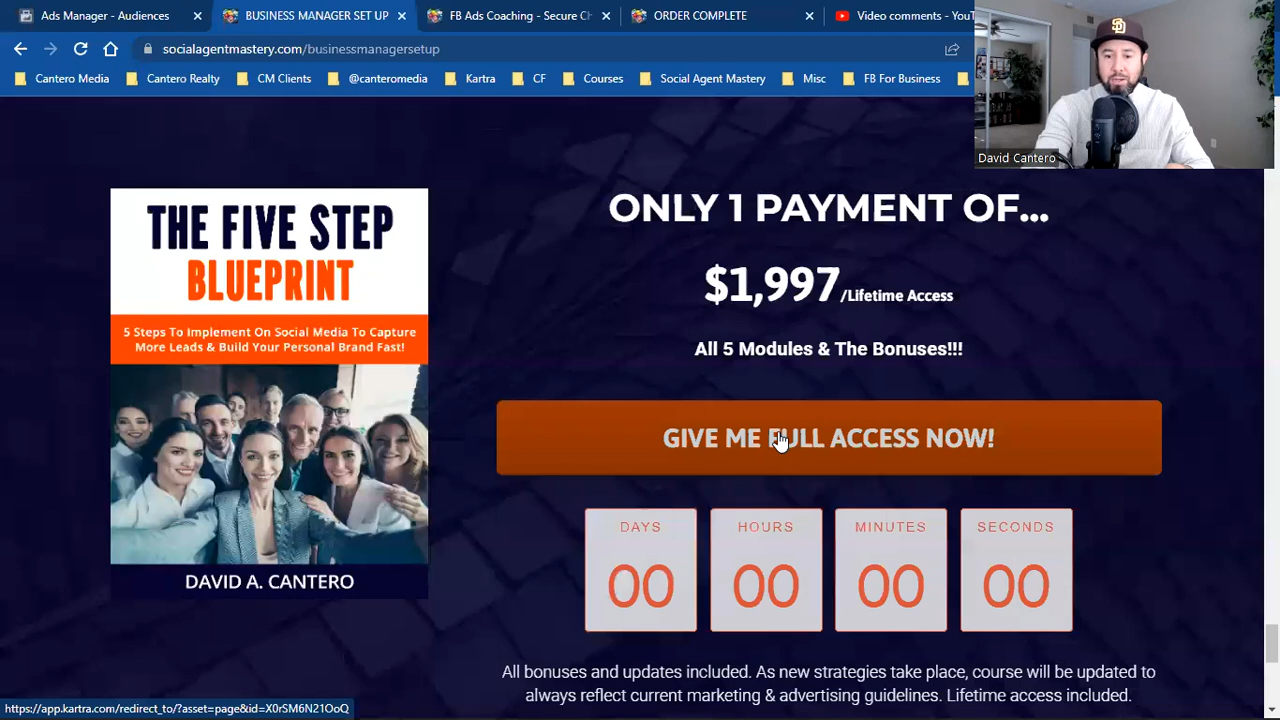 Ads Manager - Audiences
BUSINESS MANAGER SET UP
FB Ads Coaching - Secure Ch
ORDER COMPLETE
Video comments - You
socialagentmastery.com/businessmanagersetup
Cantero Media
Cantero Realty
CM Clients
@canteromedia
Kartra
CF
Courses
Social Agent Mastery
Misc
FB For Business
David Cantero
THE FIVE STEP
BLUEPRINT
5 Steps To Implement On Social Media To Capture
More Leads & Build Your Personal Brand Fast!
DAVID A. CANTERO
ONLY 1 PAYMENT OF...
$1,997/Lifetime Access
All 5 Modules & The Bonuses!!!
GIVE ME FULL ACCESS NOW!
DAYS HOURS MINUTES SECONDS
00 00 00 00
All bonuses and updates included. As new strategies take place, course will be updated to
always reflect current marketing & advertising guidelines. Lifetime access included.
https://app.kartra.com/redirect_to/?asset=page&id=X0rSM6N21OoQ